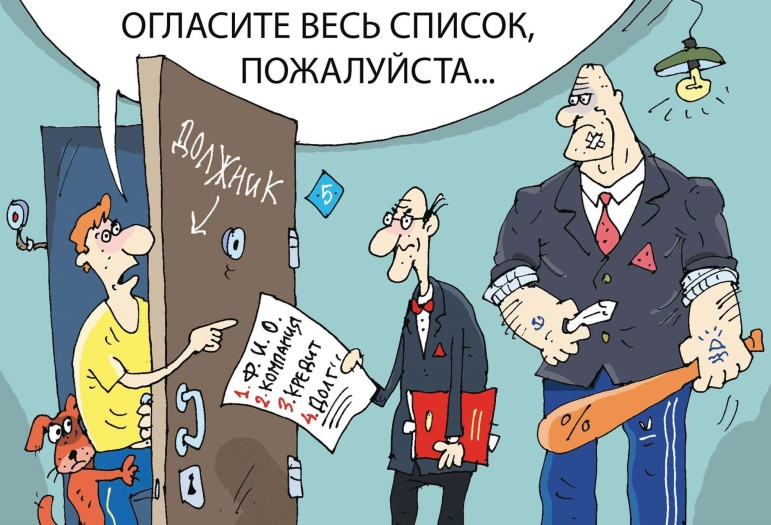 ОГЛАСИТЕ ВЕСЬ СПИСОК,
ПОЖАЛУЙСТА...
ДОЛЖНИК
5
1. Ф. И. О.
2 КОМПАНИЯ
3. КРЕДИТ
4. ДОЛГ
%